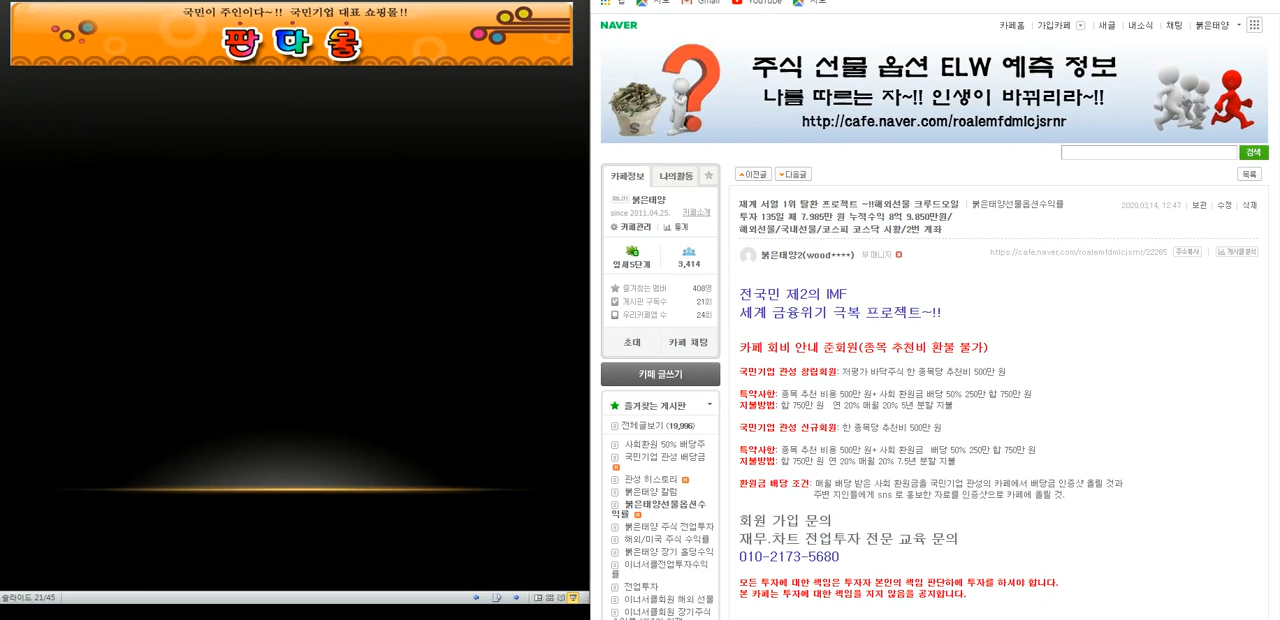 국민이 주인이다~!! 국민기업 대표 쇼핑몰!!
판다몰
슬라이드 21/45
Gmail
YouTube
지도
NAVER
카페홈
가입카페
새글
내소식
채팅
붉은태양
주식 선물 옵션 ELW 예측 정보
나를 따르는 자~!! 인생이 바뀌리라~!!
http://cafe.naver.com/roalemfdmlcjsrnr
검색
카페정보
나의활동
매니저 붉은태양
since 2011.04.25.
카페소개
카페관리
통계
잎새5단계
3,414
즐겨찾는 멤버 408명
게시판 구독수 21회
우리카페앱 수 24회
초대
카페 채팅
카페 글쓰기
즐겨찾는 게시판
전체글보기 (19,996)
사회환원 50% 배당주
국민기업 관성 배당금
관성 히스토리
붉은태양 칼럼
붉은태양선물옵션수
익률
붉은태양 주식 전업투자
해외/미국 주식 수익률
붉은태양 장기 홀딩수익
이너서클전업투자수익
률
전업투자
이너서클회원 해외 선물
이너서클회원 장기주식
이전글
다음글
목록
재계 서열 1위 탈환 프로젝트 ~!!해외선물 크루드오일
투자 135일 째 7,985만 원 누적수익 8억 9,850만원/
해외선물/국내선물/코스피 코스닥 시황/2번 계좌
붉은태양선물옵션수익률
2020.03.14. 12:47
보관
수정
삭제
붉은태양2(wood****)
부매니저
https://cafe.naver.com/roalemfdmlcjsrnr/22265
주소복사
게시글 분석
전국민 제2의 IMF
세계 금융위기 극복 프로젝트~!!
카페 회비 안내 준회원(종목 추천비 환불 불가)
국민기업 관성 창립회원: 저평가 바닥주식 한 종목당 추천비 500만 원
특약사항: 종목 추천 비용 500만 원+ 사회 환원금 배당 50% 250만 합 750만 원
지불방법: 합 750만 원 연 20% 매월 20% 5년 분할 지불
국민기업 관성 신규회원: 한 종목당 추천비 500만 원
특약사항: 종목 추천 비용 500만 원+ 사회 환원금 배당 50% 250만 합 750만 원
지불방법: 합 750만 원 연 20% 매월 20% 7.5년 분할 지불
환원금 배당 조건: 매월 배당 받은 사회 환원금을 국민기업 관성의 카페에서 배당금 인증샷 올릴 것과
주변 지인들에게 sns 로 홍보한 자료를 인증샷으로 카페에 올릴 것.
회원 가입 문의
재무.차트 전업투자 전문 교육 문의
010-2173-5680
모든 투자에 대한 책임은 투자자 본인의 책임 판단하에 투자를 하셔야 합니다.
본 카페는 투자에 대한 책임을 지지 않음을 공지합니다.